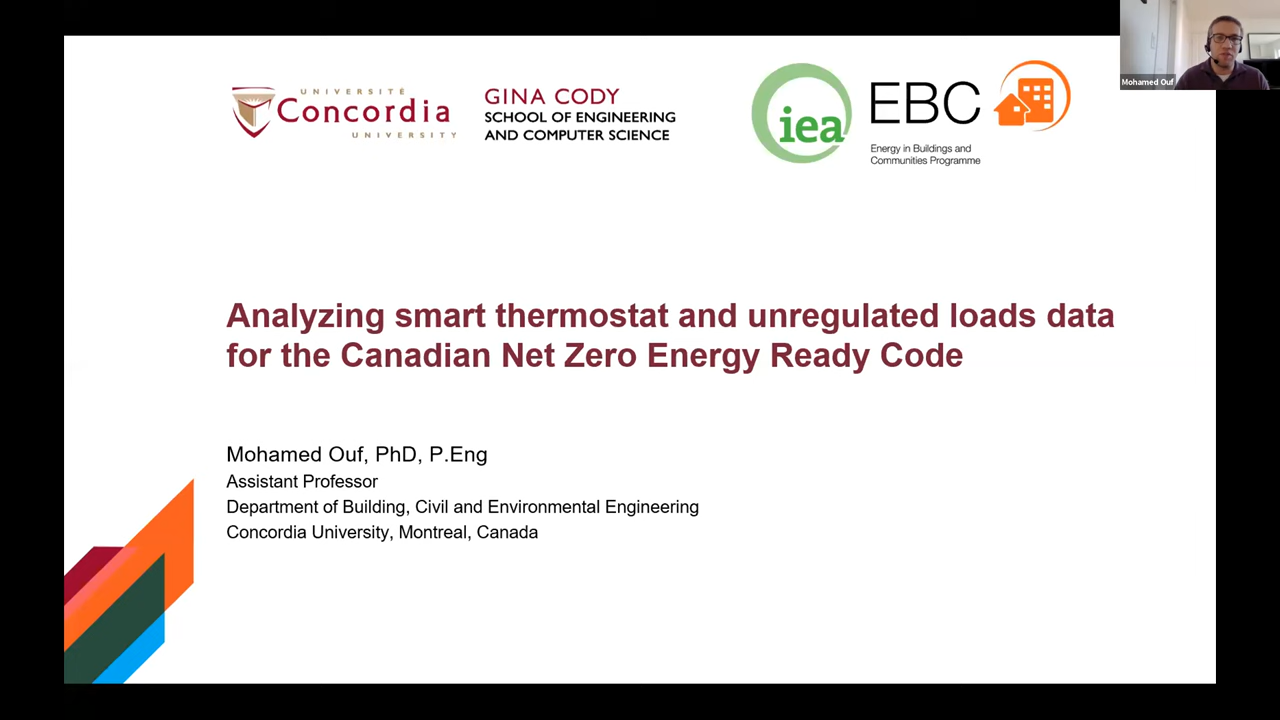 UNIVERSITÉ
Concordia
UNIVERSITY
GINA CODY
SCHOOL OF ENGINEERING
AND COMPUTER SCIENCE
iea
EBC
Energy in Buildings and
Communities Programme
Mohamed Ouf
Analyzing smart thermostat and unregulated loads data
for the Canadian Net Zero Energy Ready Code
Mohamed Ouf, PhD, P.Eng
Assistant Professor
Department of Building, Civil and Environmental Engineering
Concordia University, Montreal, Canada